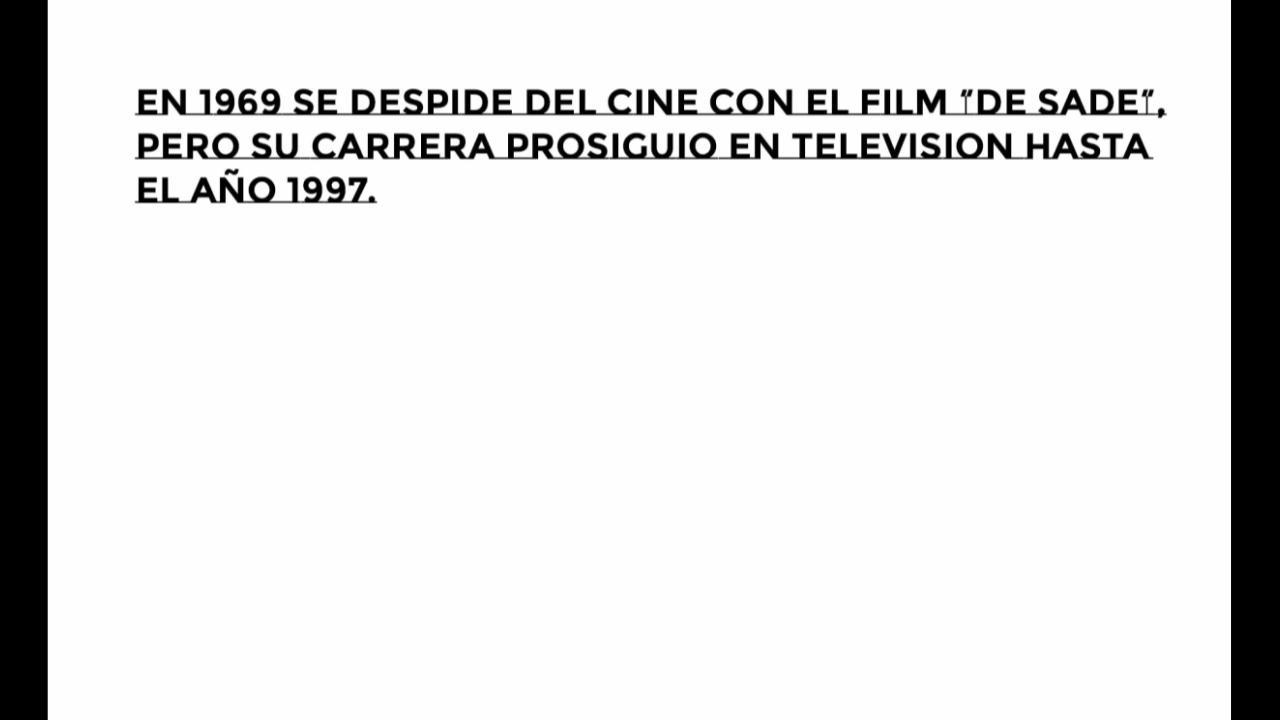 EN 1969 SE DESPIDE DEL CINE CON EL FILM "DE SADE",
PERO SU CARRERA PROSIGUIO EN TELEVISION HASTA
EL AÑO 1997.